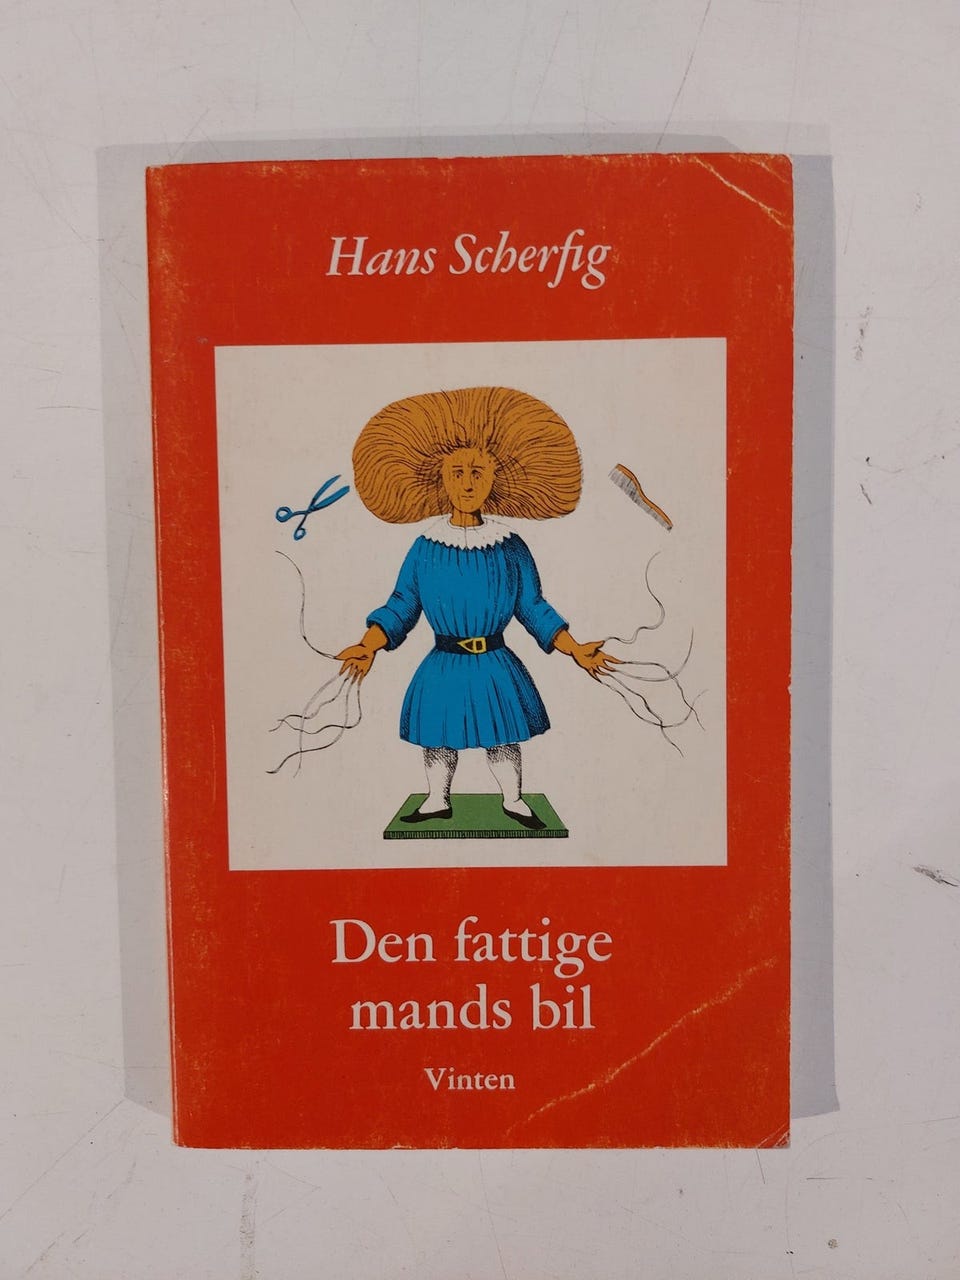 Hans Scherfig
Den fattige
mands bil
Vinten